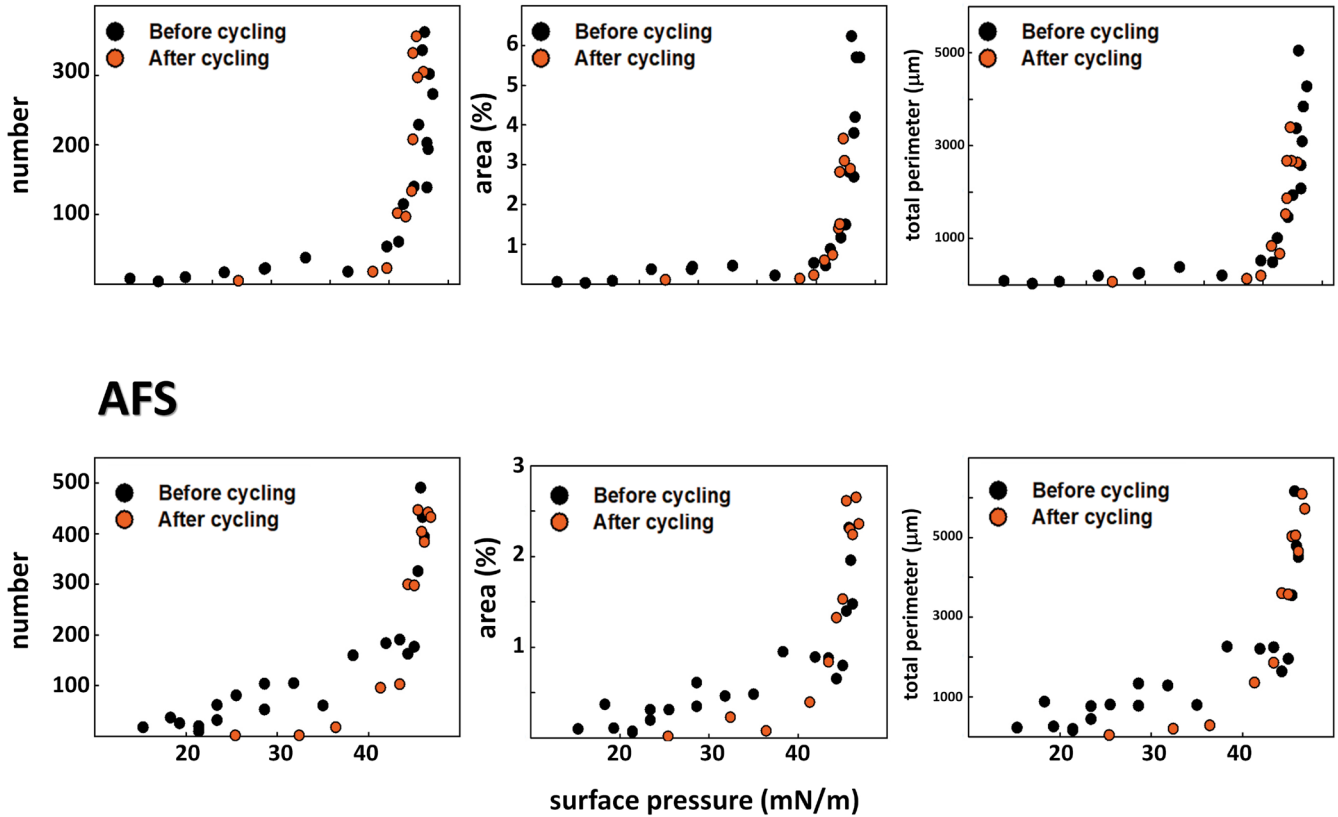 number
300
200
100
Before cycling
After cycling
area (%)
6
5
4
3
2
1
Before cycling
After cycling
total perimeter (μm)
5000
3000
1000
Before cycling
After cycling
AFS
number
500
400
300
200
100
Before cycling
After cycling
20
40
area (%)
3
2
1
Before cycling
After cycling
20
30
40
total perimeter (μm)
5000
3000
1000
Before cycling
After cycling
20
40
surface pressure (mN/m)